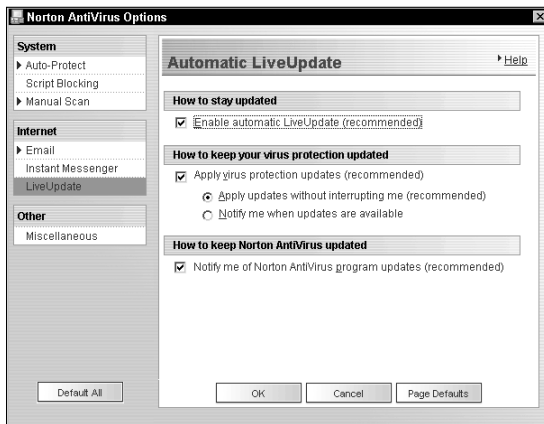 Norton AntiVirus Options
System
Auto-Protect
Script Blocking
Manual Scan
Internet
Email
Instant Messenger
LiveUpdate
Other
Miscellaneous
Automatic LiveUpdate
Help
How to stay updated
Enable automatic LiveUpdate (recommended)
How to keep your virus protection updated
Apply virus protection updates (recommended)
Apply updates without interrupting me (recommended)
Notify me when updates are available
How to keep Norton AntiVirus updated
Notify me of Norton AntiVirus program updates (recommended)
Default All
OK
Cancel
Page Defaults